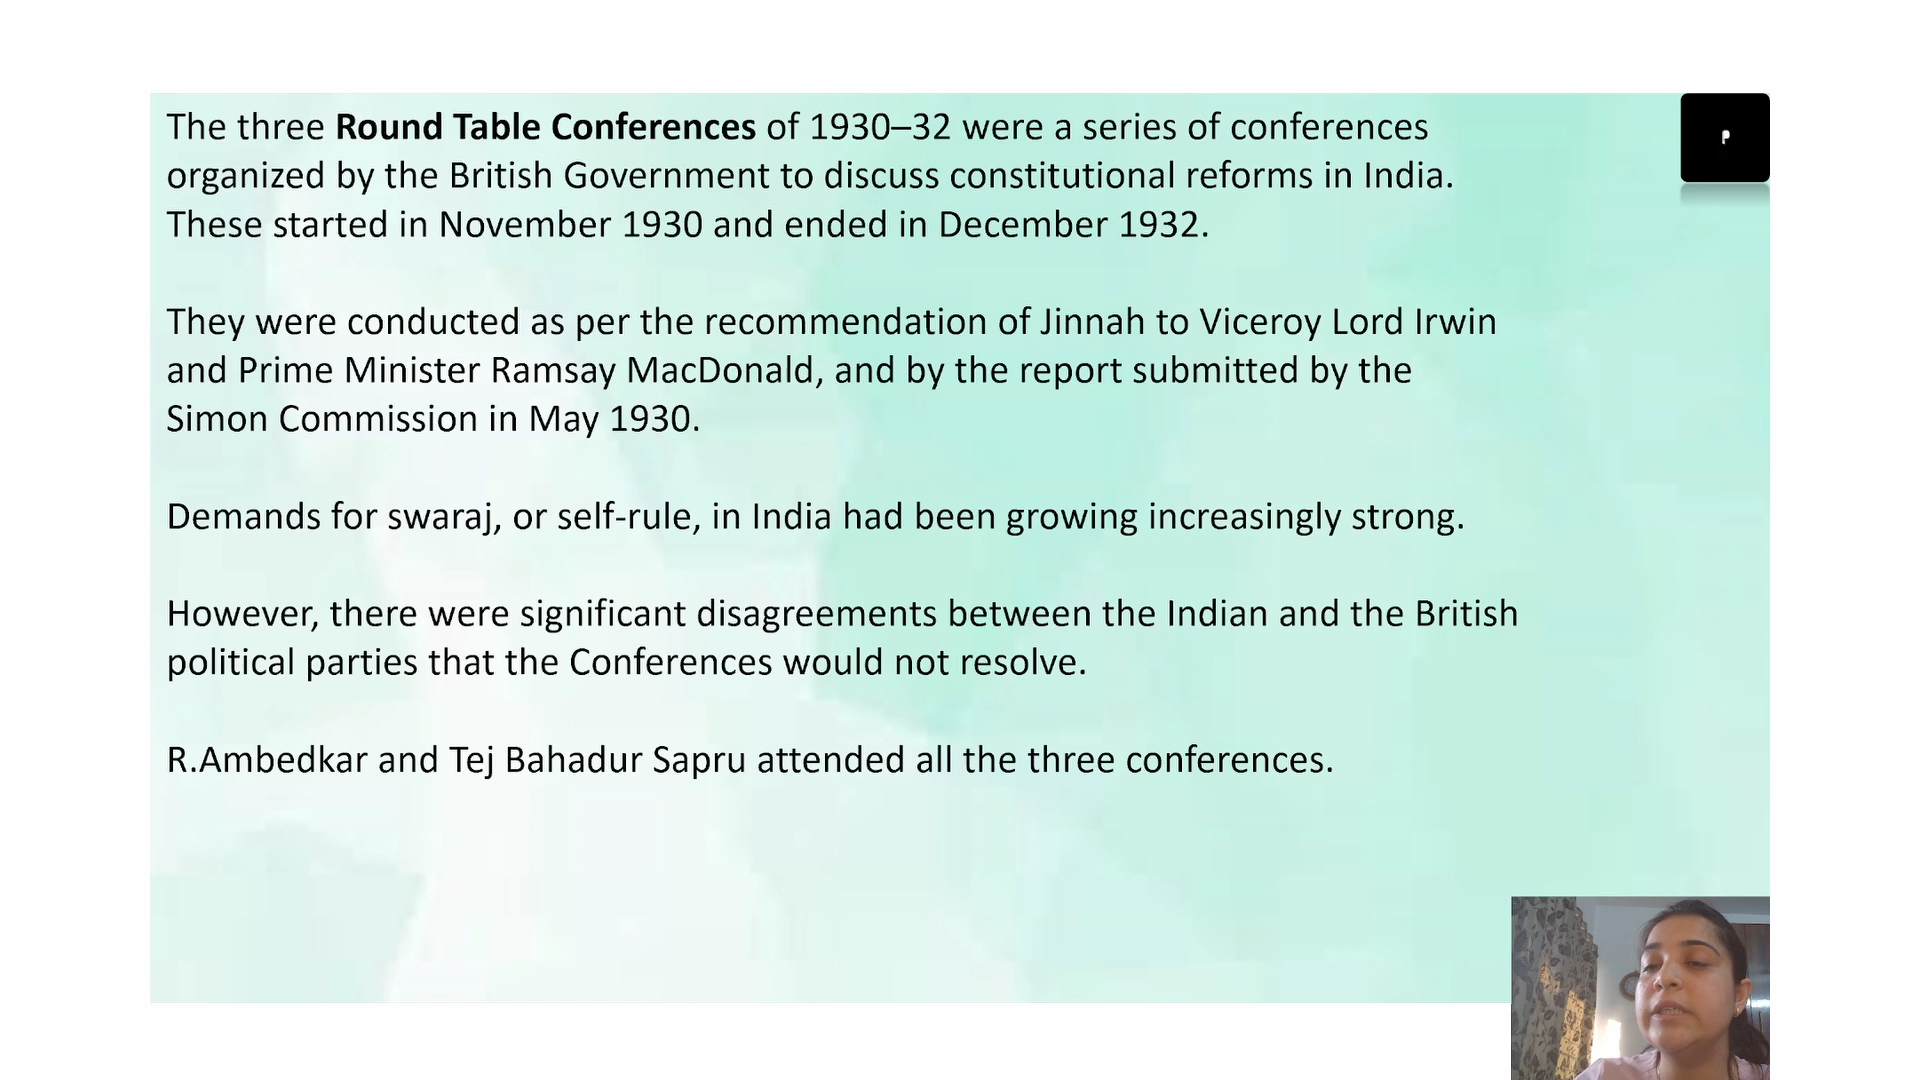 The three Round Table Conferences of 1930–32 were a series of conferences
organized by the British Government to discuss constitutional reforms in India.
These started in November 1930 and ended in December 1932.
They were conducted as per the recommendation of Jinnah to Viceroy Lord Irwin
and Prime Minister Ramsay MacDonald, and by the report submitted by the
Simon Commission in May 1930.
Demands for swaraj, or self-rule, in India had been growing increasingly strong.
However, there were significant disagreements between the Indian and the British
political parties that the Conferences would not resolve.
R.Ambedkar and Tej Bahadur Sapru attended all the three conferences.